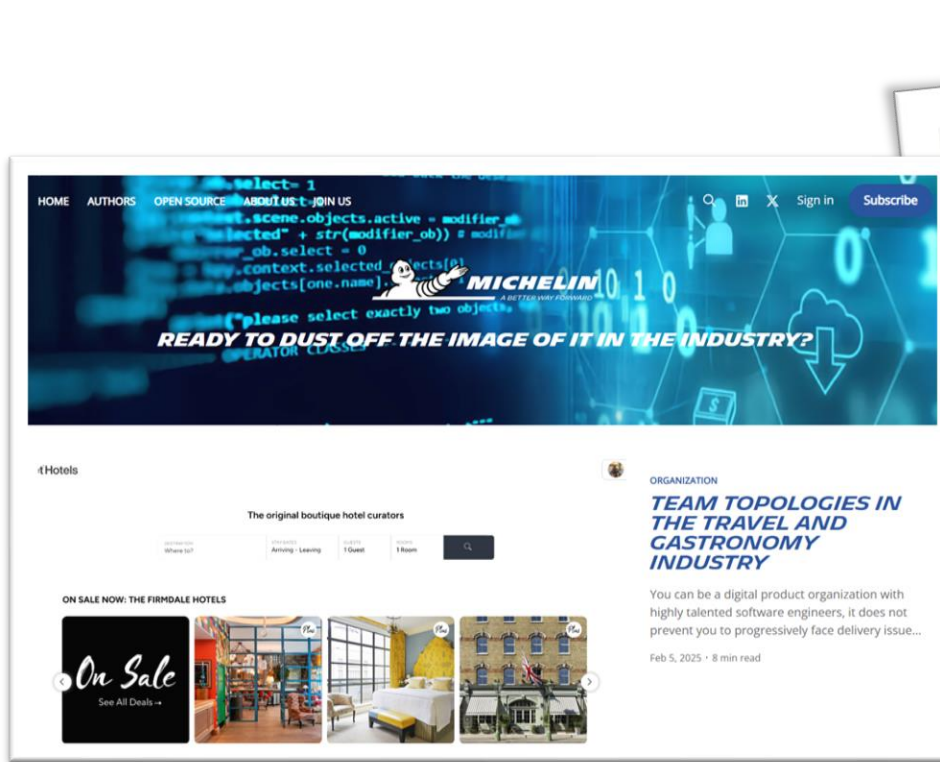 HOME AUTHORS OPEN SOURCE ABOUT US JOIN US
Sign in Subscribe
select= 1
.scene.objects.active = modifier_ob
str(modifier_ob))
_ob.select = 0
.context.selected
objects[one.name].
MICHELIN
A BETTER WAY FORWARD
0 10 1 0
"please select exactly two objects,
READY TO DUST OFF THE IMAGE OF IT IN THE INDUSTRY?
OPERATOR CLASSES
Hotels
The original boutique hotel curators
Where to?
Arriving - Leaving
1 Guest
1 Room
ON SALE NOW: THE FIRMDALE HOTELS
On Sale
See All Deals→
Plus
Plus
Plus
ORGANIZATION
TEAM TOPOLOGIES IN
THE TRAVEL AND
GASTRONOMY
INDUSTRY
You can be a digital product organization with
highly talented software engineers, it does not
prevent you to progressively face delivery issue...
Feb 5, 2025 • 8 min read